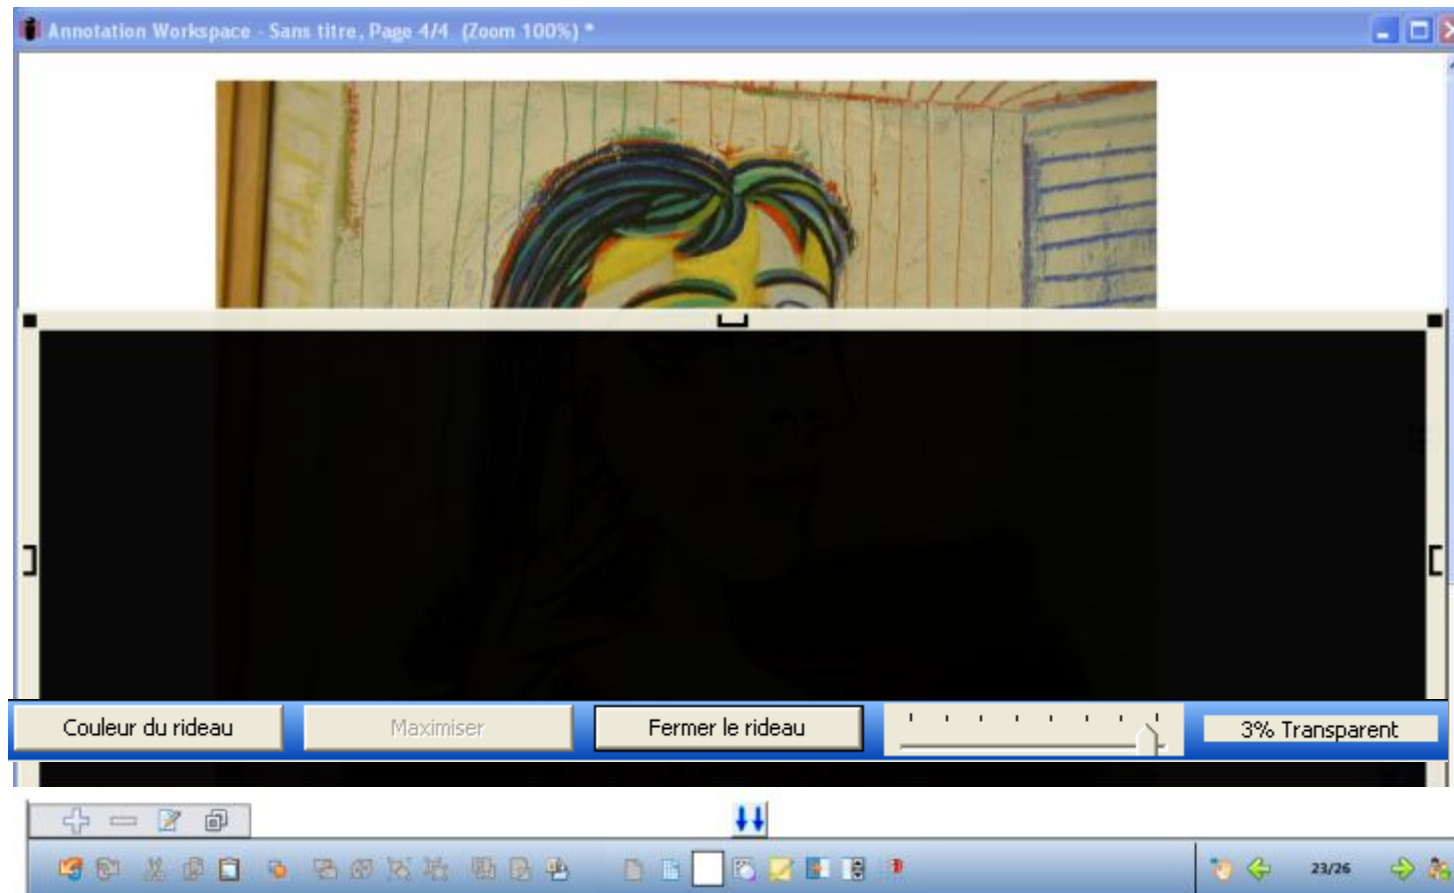 Annotation Workspace - Sans titre, Page 4/4 (Zoom 100%) *
Couleur du rideau
Maximiser
Fermer le rideau
3% Transparent
23/26